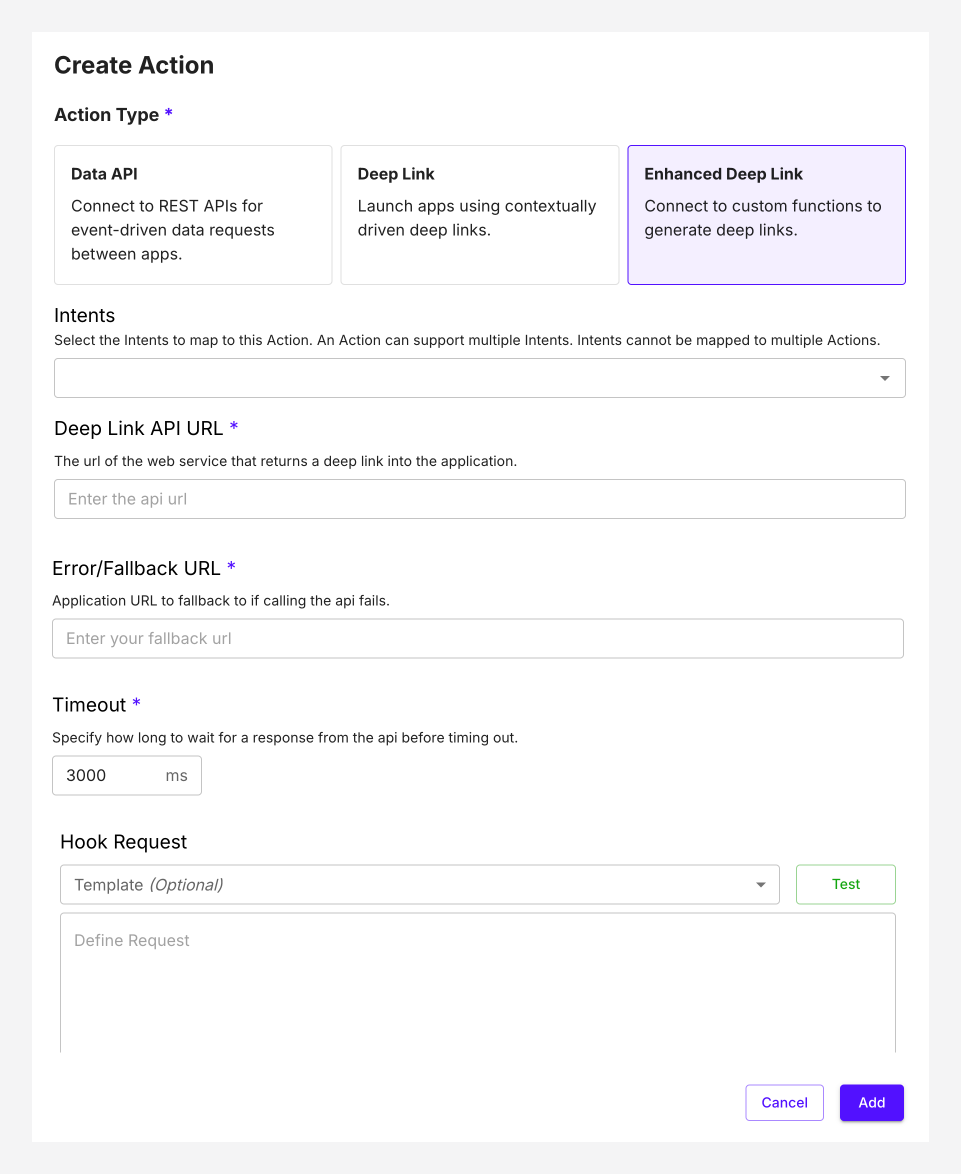 Create Action
Action Type *
Data API
Connect to REST APIs for
event-driven data requests
between apps.
Deep Link
Launch apps using contextually
driven deep links.
Enhanced Deep Link
Connect to custom functions to
generate deep links.
Intents
Select the Intents to map to this Action. An Action can support multiple Intents. Intents cannot be mapped to multiple Actions.
Deep Link API URL *
The url of the web service that returns a deep link into the application.
Enter the api url
Error/Fallback URL *
Application URL to fallback to if calling the api fails.
Enter your fallback url
Timeout *
Specify how long to wait for a response from the api before timing out.
3000 ms
Hook Request
Template (Optional)
Test
Define Request
Cancel
Add